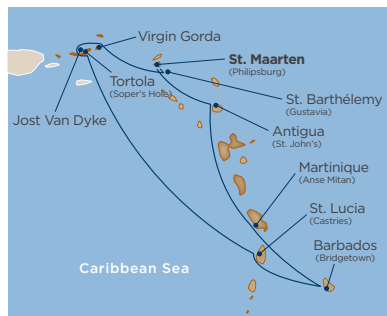 Virgin Gorda
St. Maarten
(Philipsburg)
Tortola
(Soper's Hole)
St. Barthélemy
(Gustavia)
Jost Van Dyke
Antigua
(St. John's)
Martinique
(Anse Mitan)
St. Lucia
(Castries)
Barbados
(Bridgetown)
Caribbean Sea